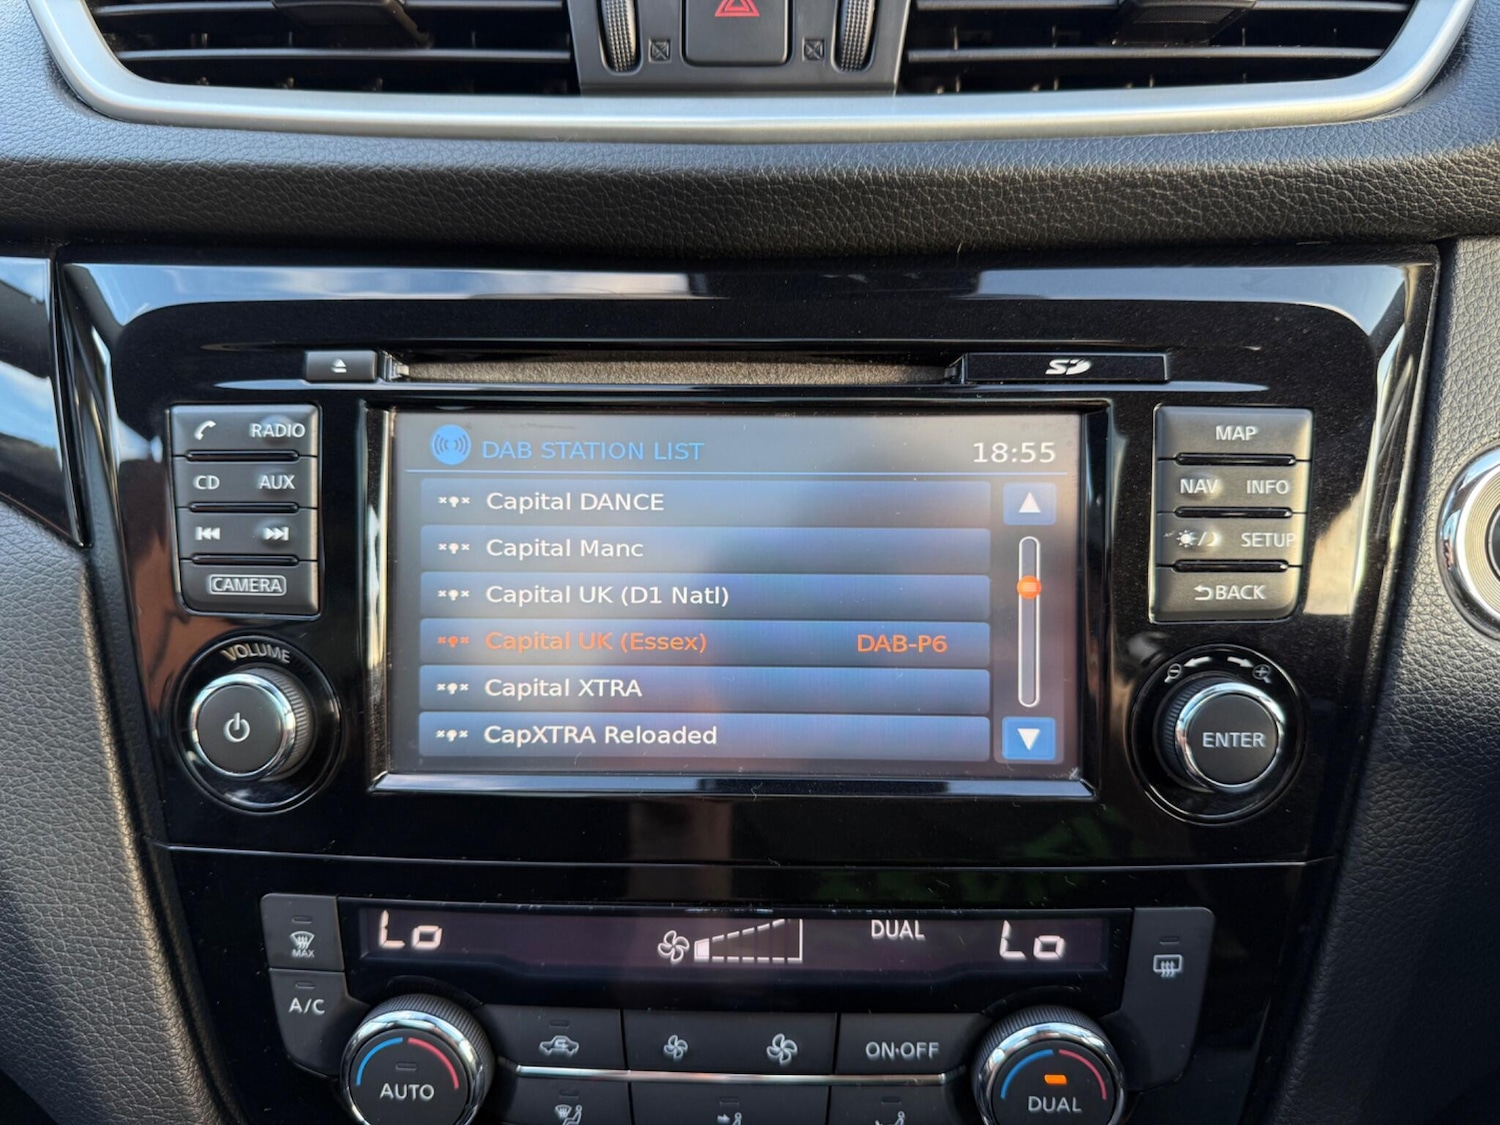 SD
RADIO
CD AUX
CAMERA
VOLUME
DAB STATION LIST 18:55
Capital DANCE
Capital Manc
Capital UK (D1 Natl)
Capital UK (Essex) DAB-P6
Capital XTRA
CapXTRA Reloaded
MAP
NAV INFO
SETUP
BACK
ENTER
Lo DUAL Lo
MAX
A/C
AUTO
ON·OFF
DUAL